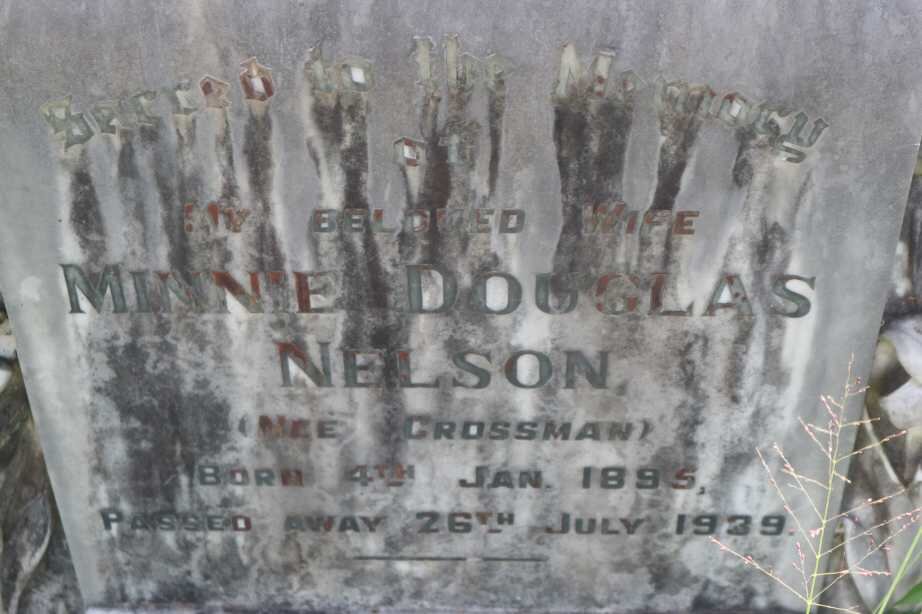 Sacred to the Memory
of
My Beloved Wife
Minnie Douglas
Nelson
(Nee Crossman)
Born 4th Jan. 1895,
Passed away 26th July 1939.